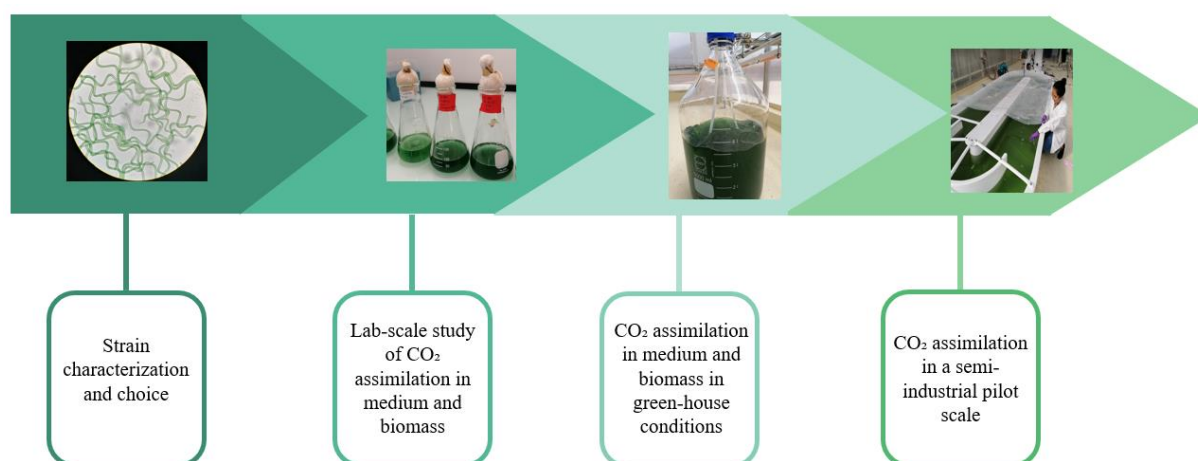 Strain
characterization
and choice
Lab-scale study
of CO₂
assimilation in
medium and
biomass
CO₂ assimilation
in medium and
biomass in
green-house
conditions
CO₂ assimilation
in a semi-
industrial pilot
scale